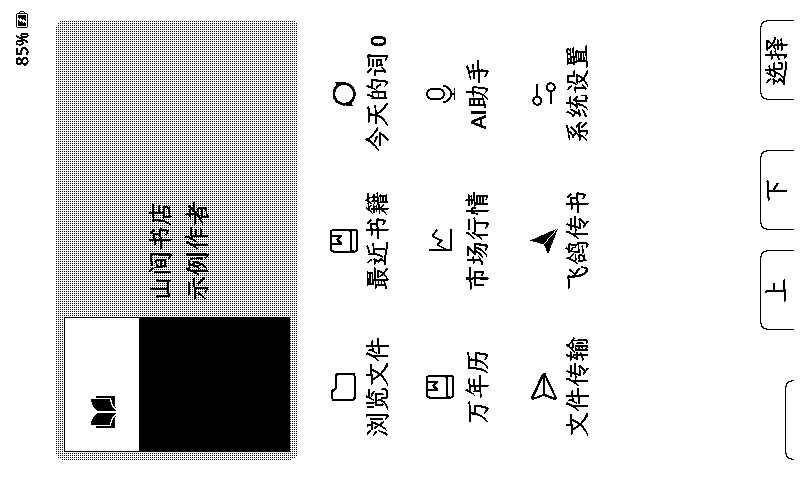 85%
山间书店
示例作者
浏览文件
最近书籍
今天的词 0
万年历
市场行情
AI助手
文件传输
飞鸽传书
系统设置
上
下
选择